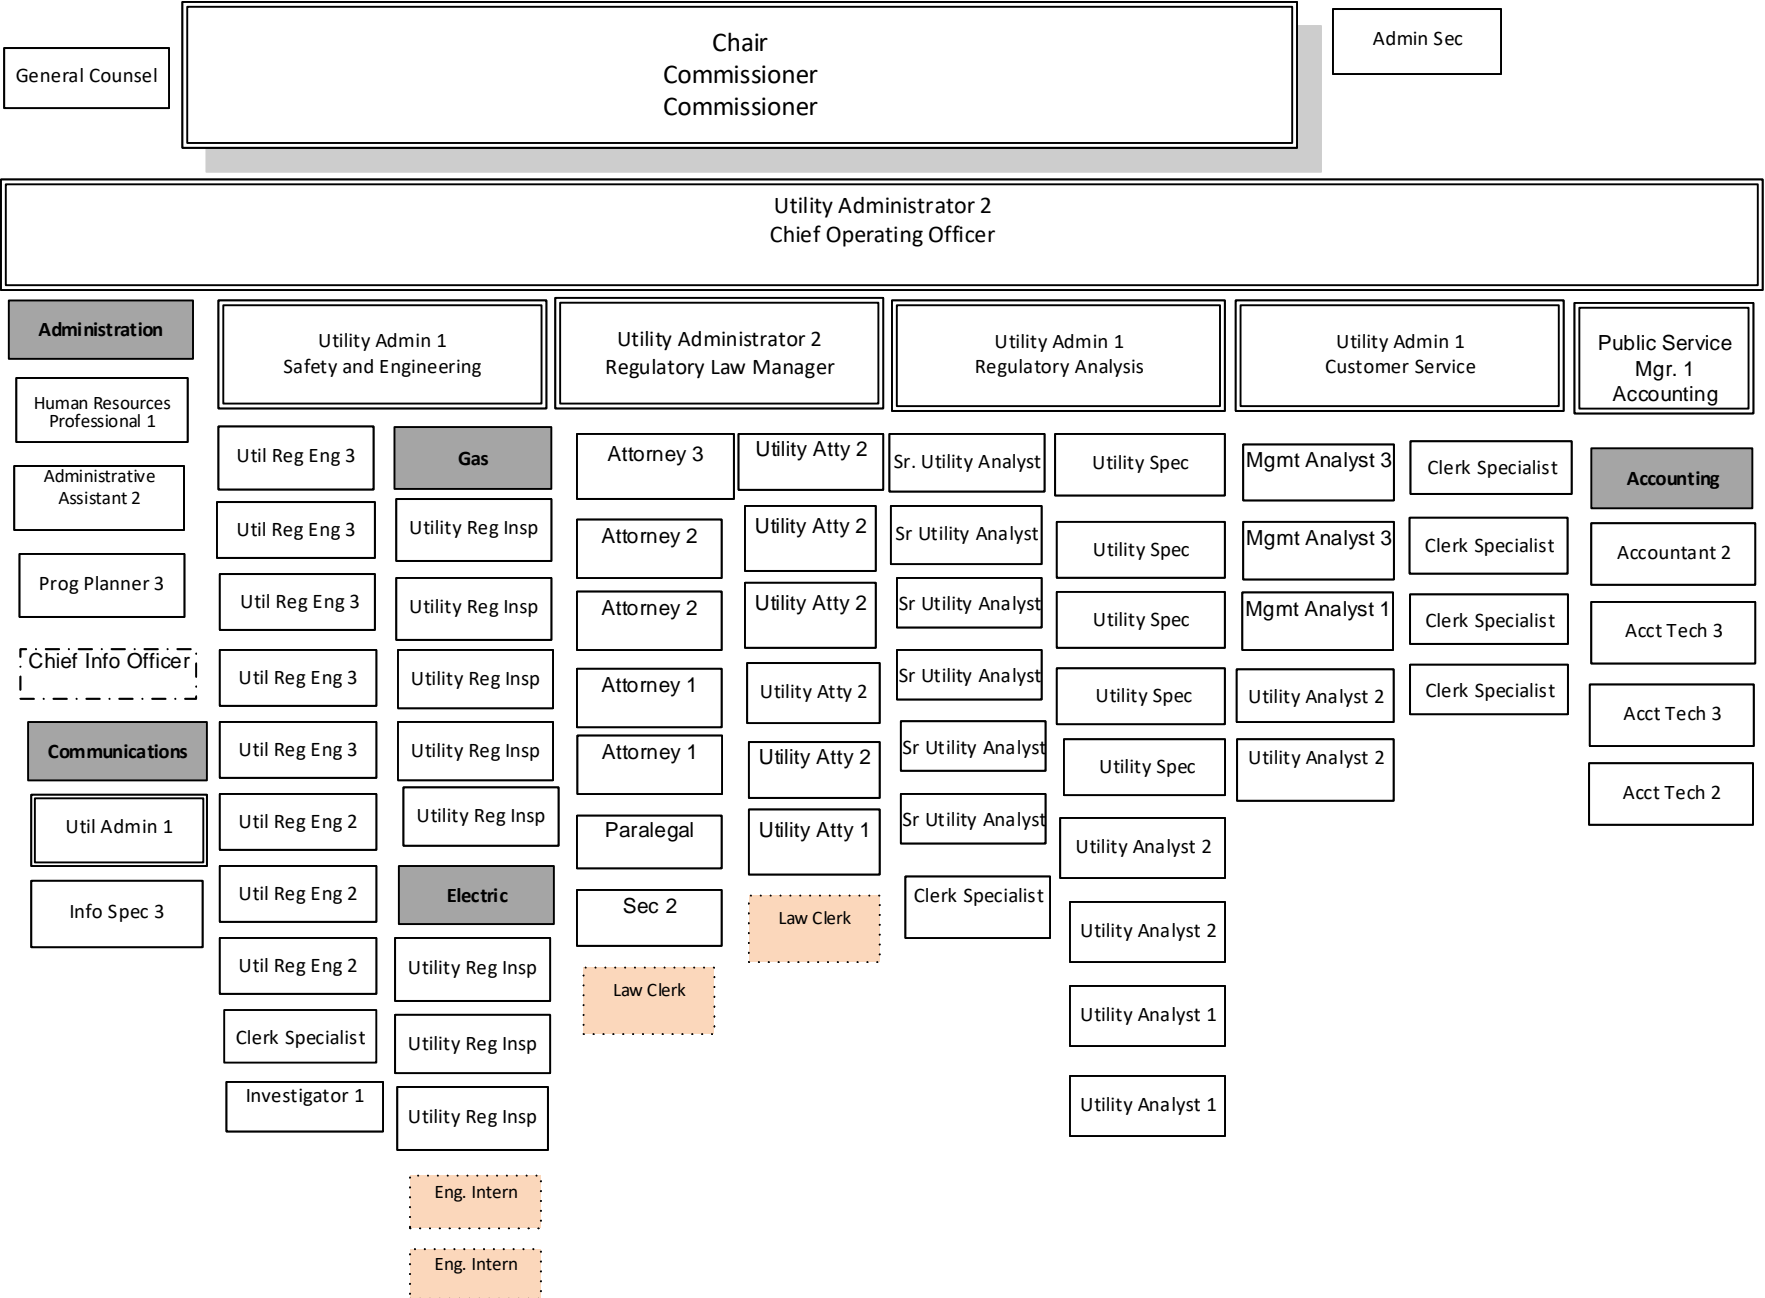 General Counsel
Chair
Commissioner
Commissioner
Admin Sec
Utility Administrator 2
Chief Operating Officer
Administration
Human Resources
Professional 1
Administrative
Assistant 2
Prog Planner 3
Chief Info Officer
Communications
Util Admin 1
Info Spec 3
Utility Admin 1
Safety and Engineering
Util Reg Eng 3
Util Reg Eng 3
Util Reg Eng 3
Util Reg Eng 3
Util Reg Eng 3
Util Reg Eng 2
Util Reg Eng 2
Util Reg Eng 2
Clerk Specialist
Investigator 1
Gas
Utility Reg Insp
Utility Reg Insp
Utility Reg Insp
Utility Reg Insp
Utility Reg Insp
Electric
Utility Reg Insp
Utility Reg Insp
Utility Reg Insp
Eng. Intern
Eng. Intern
Utility Administrator 2
Regulatory Law Manager
Attorney 3
Attorney 2
Attorney 2
Attorney 1
Attorney 1
Paralegal
Sec 2
Law Clerk
Utility Atty 2
Utility Atty 2
Utility Atty 2
Utility Atty 2
Utility Atty 2
Utility Atty 1
Law Clerk
Utility Admin 1
Regulatory Analysis
Sr. Utility Analyst
Sr Utility Analyst
Sr Utility Analyst
Sr Utility Analyst
Sr Utility Analyst
Sr Utility Analyst
Clerk Specialist
Utility Spec
Utility Spec
Utility Spec
Utility Spec
Utility Spec
Utility Analyst 2
Utility Analyst 2
Utility Analyst 1
Utility Analyst 1
Utility Admin 1
Customer Service
Mgmt Analyst 3
Mgmt Analyst 3
Mgmt Analyst 1
Utility Analyst 2
Utility Analyst 2
Clerk Specialist
Clerk Specialist
Clerk Specialist
Clerk Specialist
Public Service
Mgr. 1
Accounting
Accounting
Accountant 2
Acct Tech 3
Acct Tech 3
Acct Tech 2